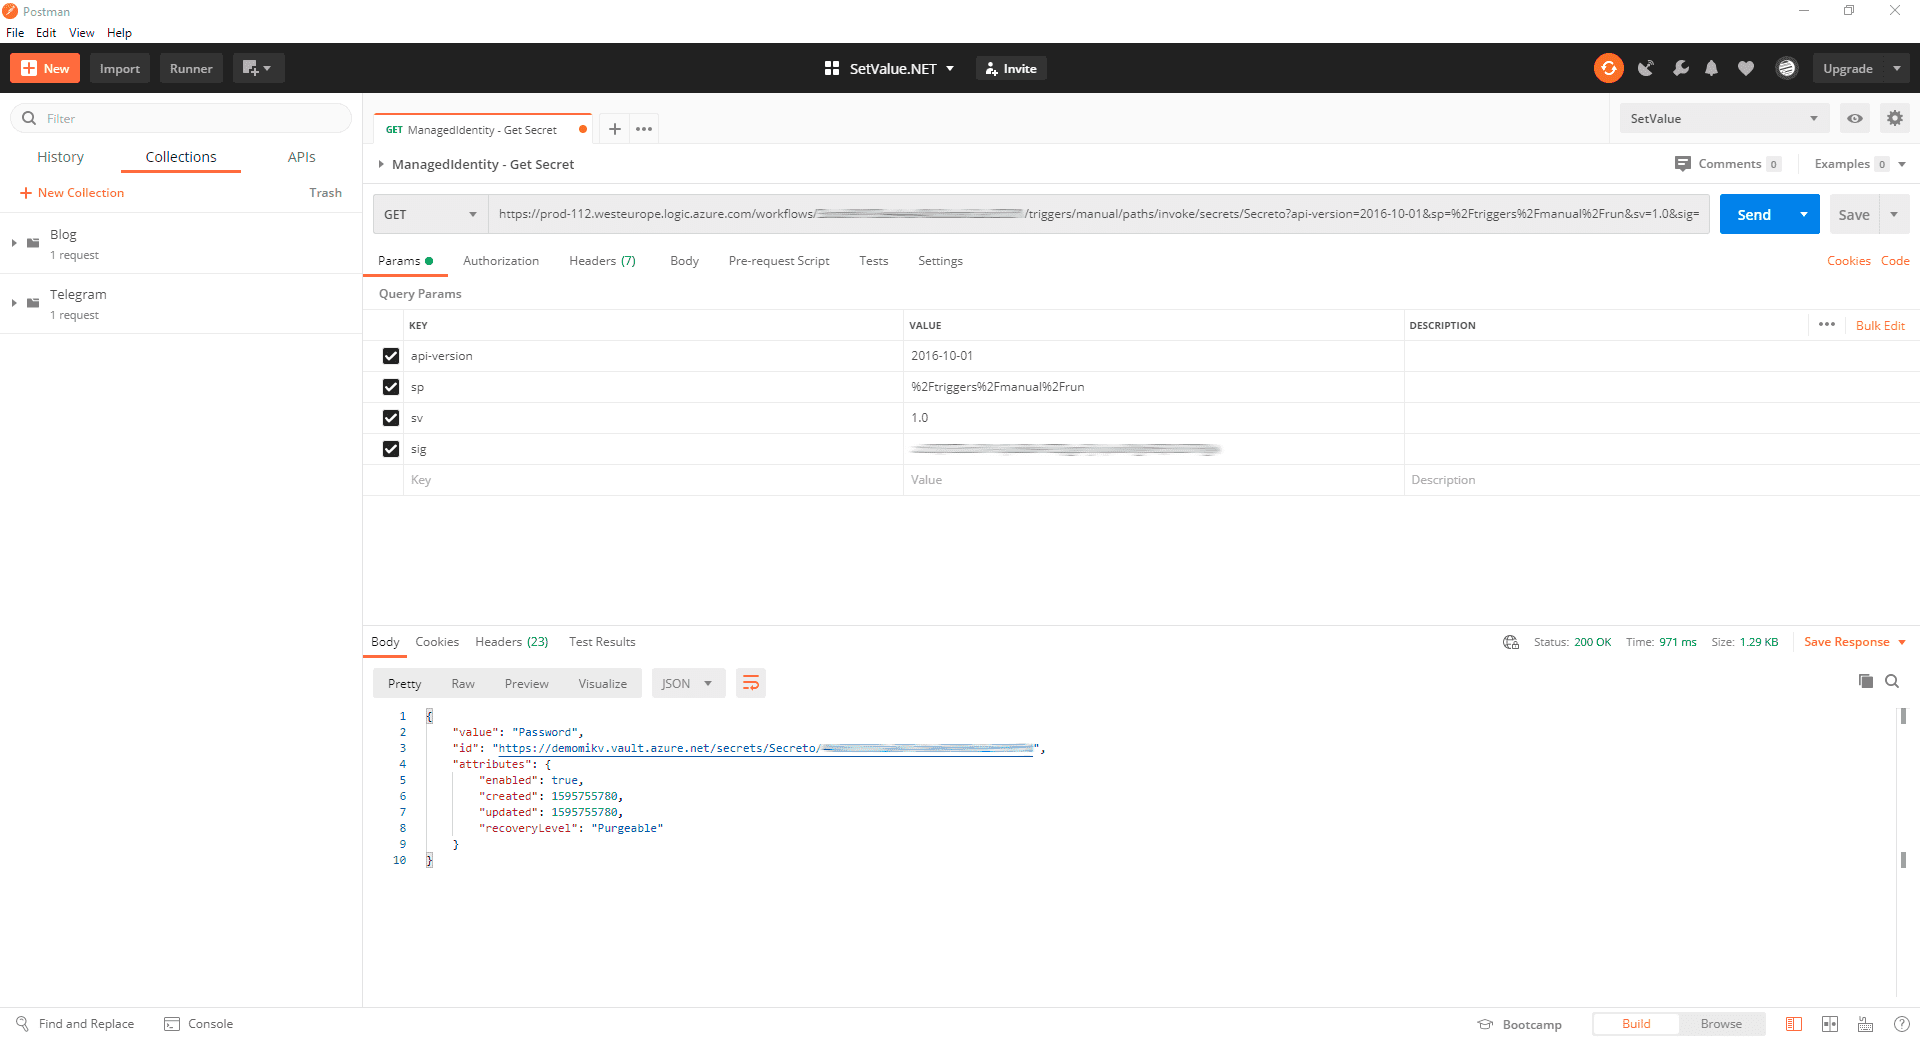 Postman
File Edit View Help
New Import Runner SetValue.NET Invite Upgrade
Filter
History Collections APIs
New Collection Trash
Blog
1 request
Telegram
1 request
GET ManagedIdentity - Get Secret
SetValue
ManagedIdentity - Get Secret
Comments 0 Examples 0
GET https://prod-112.westeurope.logic.azure.com/workflows/ /triggers/manual/paths/invoke/secrets/Secreto?api-version=2016-10-01&sp=%2Ftriggers%2Fmanual%2Frun&sv=1.0&sig= Send Save
Params Authorization Headers (7) Body Pre-request Script Tests Settings Cookies Code
Query Params
KEY VALUE DESCRIPTION Bulk Edit
api-version 2016-10-01
sp %2Ftriggers%2Fmanual%2Frun
sv 1.0
sig
Key Value Description
Body Cookies Headers (23) Test Results Status: 200 OK Time: 971 ms Size: 1.29 KB Save Response
Pretty Raw Preview Visualize JSON
1 {
2 "value": "Password",
3 "id": "https://demomikv.vault.azure.net/secrets/Secreto/ ",
4 "attributes": {
5 "enabled": true,
6 "created": 1595755780,
7 "updated": 1595755780,
8 "recoveryLevel": "Purgeable"
9 }
10 }
Find and Replace Console Bootcamp Build Browse